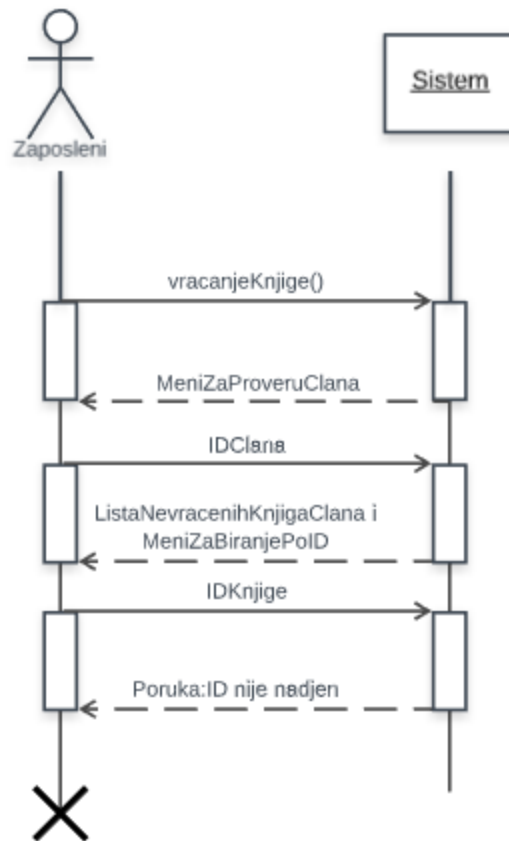 Zaposleni
Sistem
vracanjeKnjige()
MeniZaProveruClana
IDClana
ListaNevracenihKnjigaClana i
MeniZaBiranjePoID
IDKnjige
Poruka:ID nije nadjen